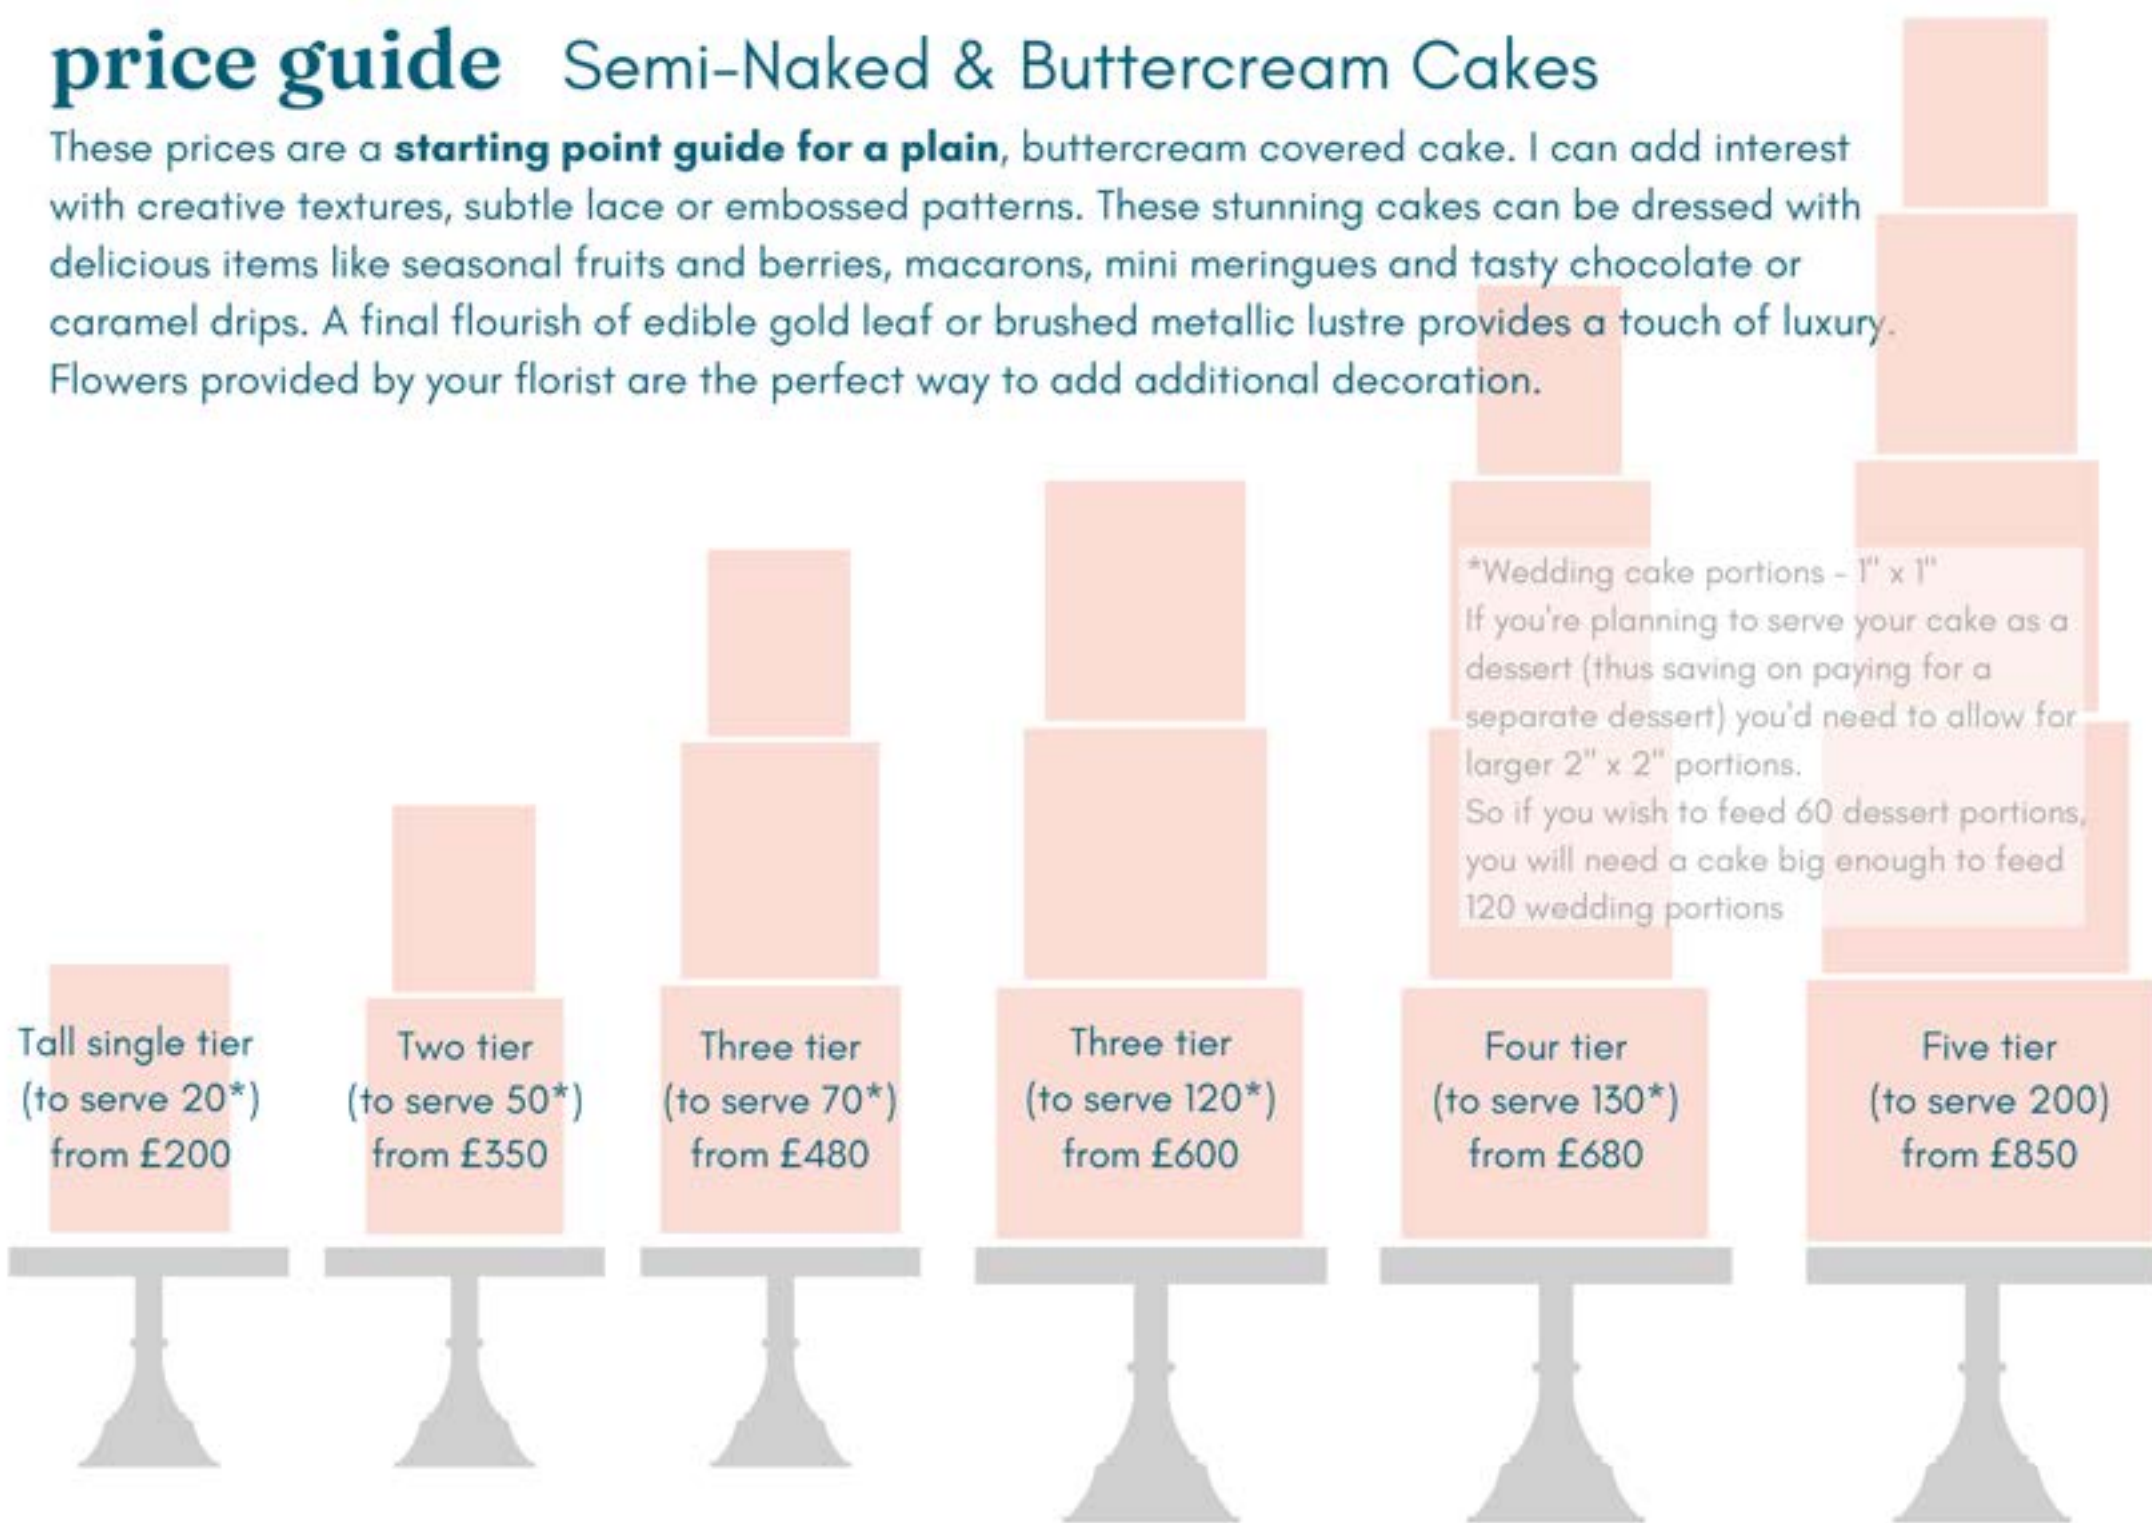 price guide Semi-Naked & Buttercream Cakes
These prices are a starting point guide for a plain, buttercream covered cake. I can add interest
with creative textures, subtle lace or embossed patterns. These stunning cakes can be dressed with
delicious items like seasonal fruits and berries, macarons, mini meringues and tasty chocolate or
caramel drips. A final flourish of edible gold leaf or brushed metallic lustre provides a touch of luxury.
Flowers provided by your florist are the perfect way to add additional decoration.
*Wedding cake portions - 1" x 1"
If you're planning to serve your cake as a
dessert (thus saving on paying for a
separate dessert) you'd need to allow for
larger 2" x 2" portions.
So if you wish to feed 60 dessert portions,
you will need a cake big enough to feed
120 wedding portions
Tall single tier
(to serve 20*)
from £200
Two tier
(to serve 50*)
from £350
Three tier
(to serve 70*)
from £480
Three tier
(to serve 120*)
from £600
Four tier
(to serve 130*)
from £680
Five tier
(to serve 200)
from £850